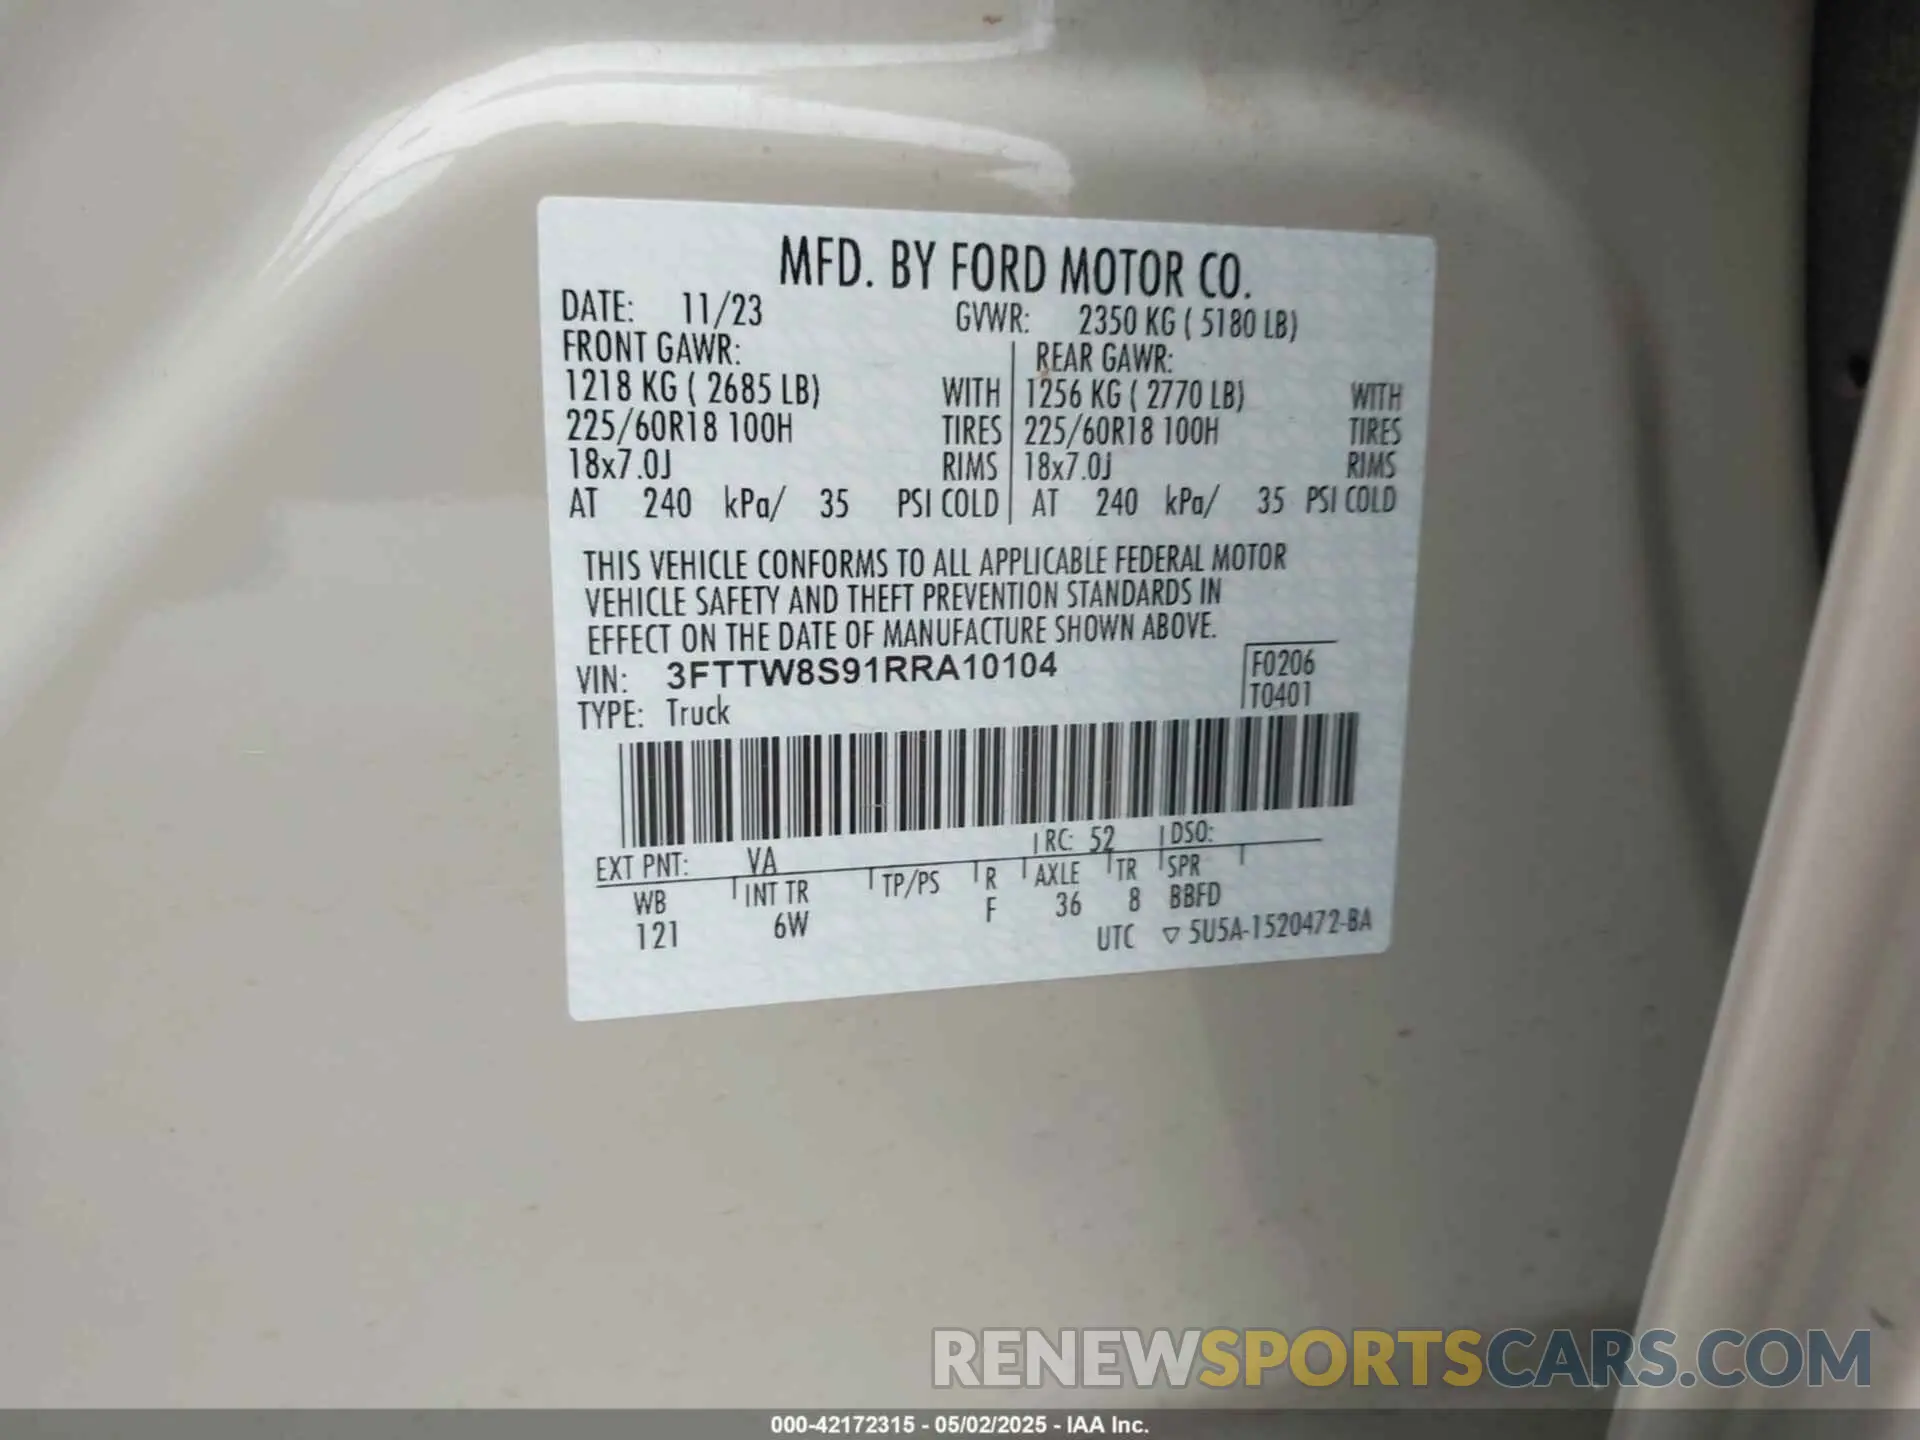 MFD. BY FORD MOTOR CO.
DATE: 11/23 GVWR: 2350 KG ( 5180 LB)
FRONT GAWR: REAR GAWR:
1218 KG ( 2685 LB) WITH 1256 KG ( 2770 LB) WITH
225/60R18 100H TIRES 225/60R18 100H TIRES
18x7.0J RIMS 18x7.0J RIMS
AT 240 kPa/ 35 PSI COLD AT 240 kPa/ 35 PSI COLD
THIS VEHICLE CONFORMS TO ALL APPLICABLE FEDERAL MOTOR
VEHICLE SAFETY AND THEFT PREVENTION STANDARDS IN
EFFECT ON THE DATE OF MANUFACTURE SHOWN ABOVE.
VIN: 3FTTW8S91RRA10104 F0206
TYPE: Truck T0401
EXT PNT: VA RC: 52 DSO:
WB INT TR TP/PS R AXLE TR SPR
121 6W F 36 8 BBFD
UTC ▽ 5U5A-1520472-BA
RENEWSPORTSCARS.COM
000-42172315 - 05/02/2025 - IAA Inc.